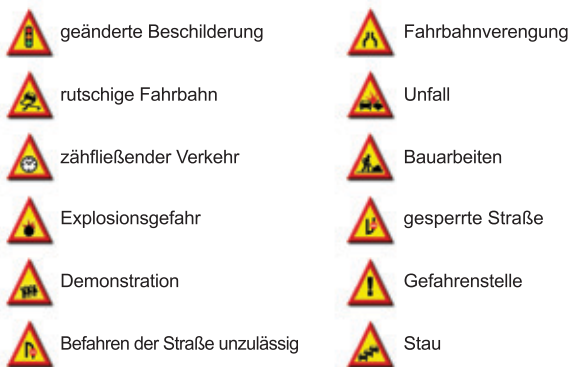 geänderte Beschilderung
rutschige Fahrbahn
zähfließender Verkehr
Explosionsgefahr
Demonstration
Befahren der Straße unzulässig
Fahrbahnverengung
Unfall
Bauarbeiten
gesperrte Straße
Gefahrenstelle
Stau